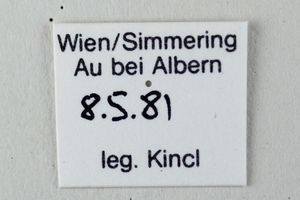 Wien/Simmering
Au bei Albern
8.5.81
leg. Kincl